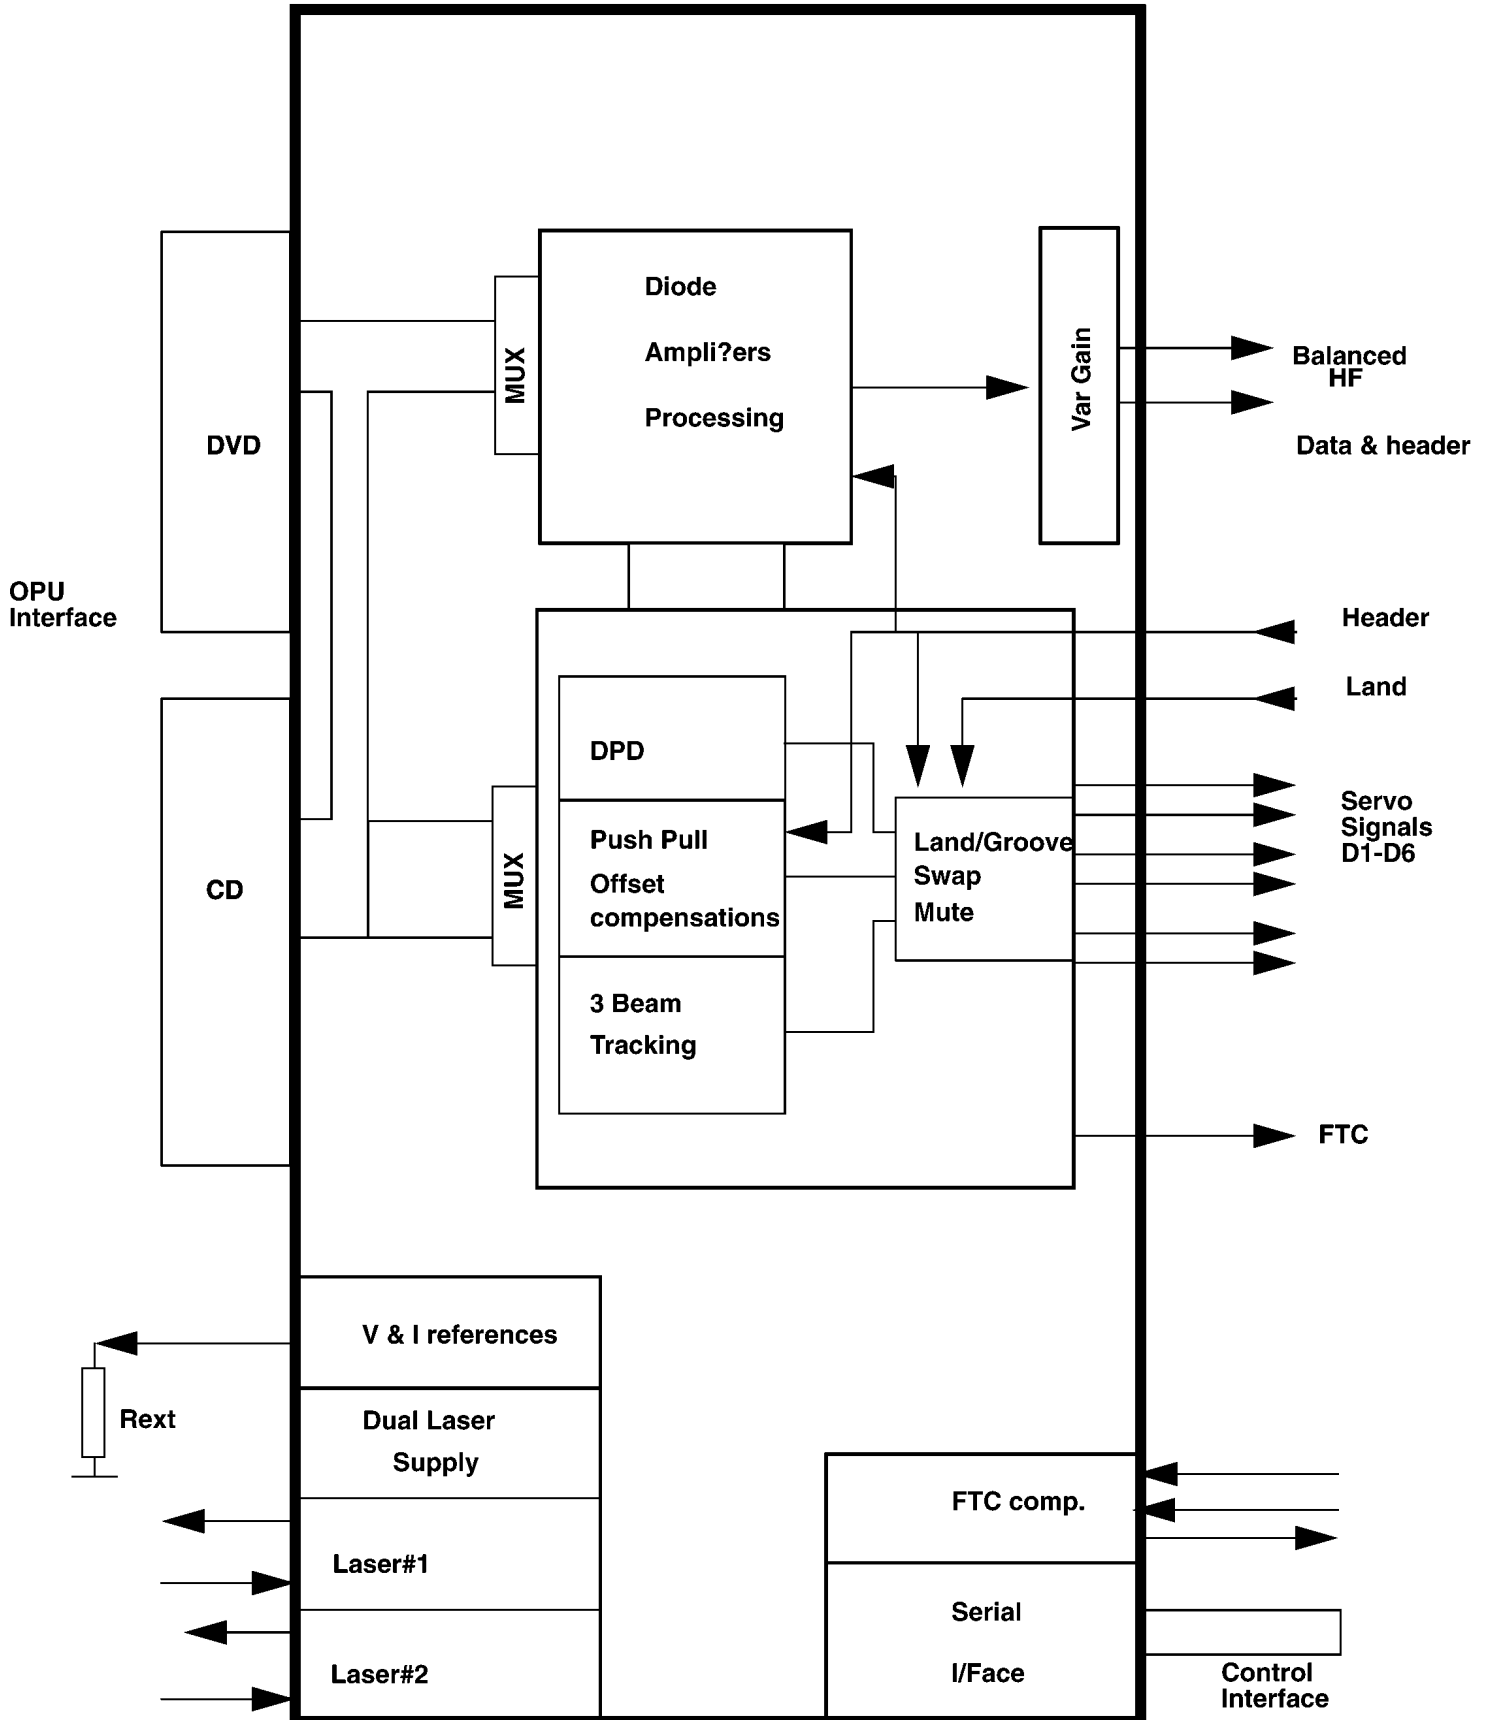 Diode
Ampli?ers
Processing
MUX
Var Gain
Balanced
HF
Data & header
DVD
OPU
Interface
Header
Land
DPD
Push Pull
Offset
compensations
3 Beam
Tracking
MUX
Land/Groove
Swap
Mute
Servo
Signals
D1-D6
CD
FTC
V & I references
Rext
Dual Laser
Supply
Laser#1
Laser#2
FTC comp.
Serial
I/Face
Control
Interface